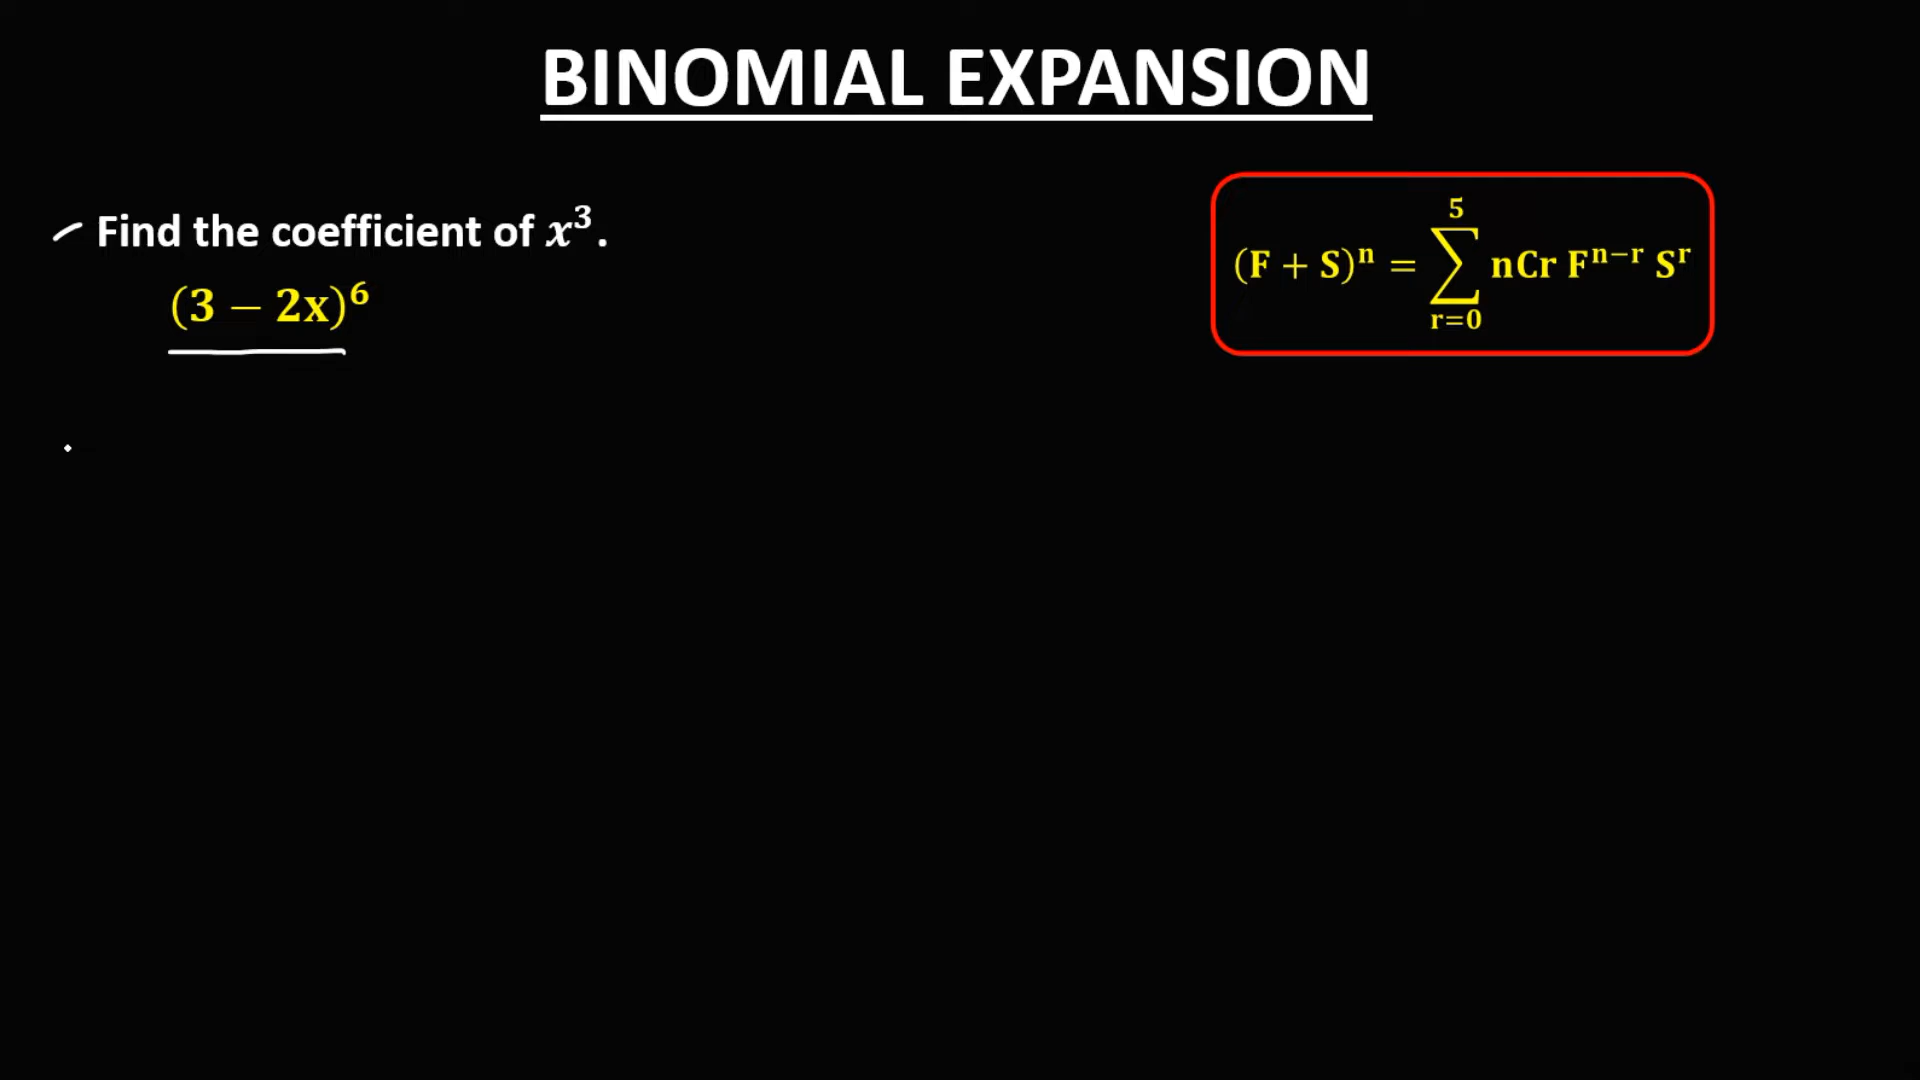 BINOMIAL EXPANSION
Find the coefficient of x³.
(3 − 2x)⁶
5
(F + S)ⁿ = ∑ nCr Fⁿ⁻ʳ Sʳ
r=0